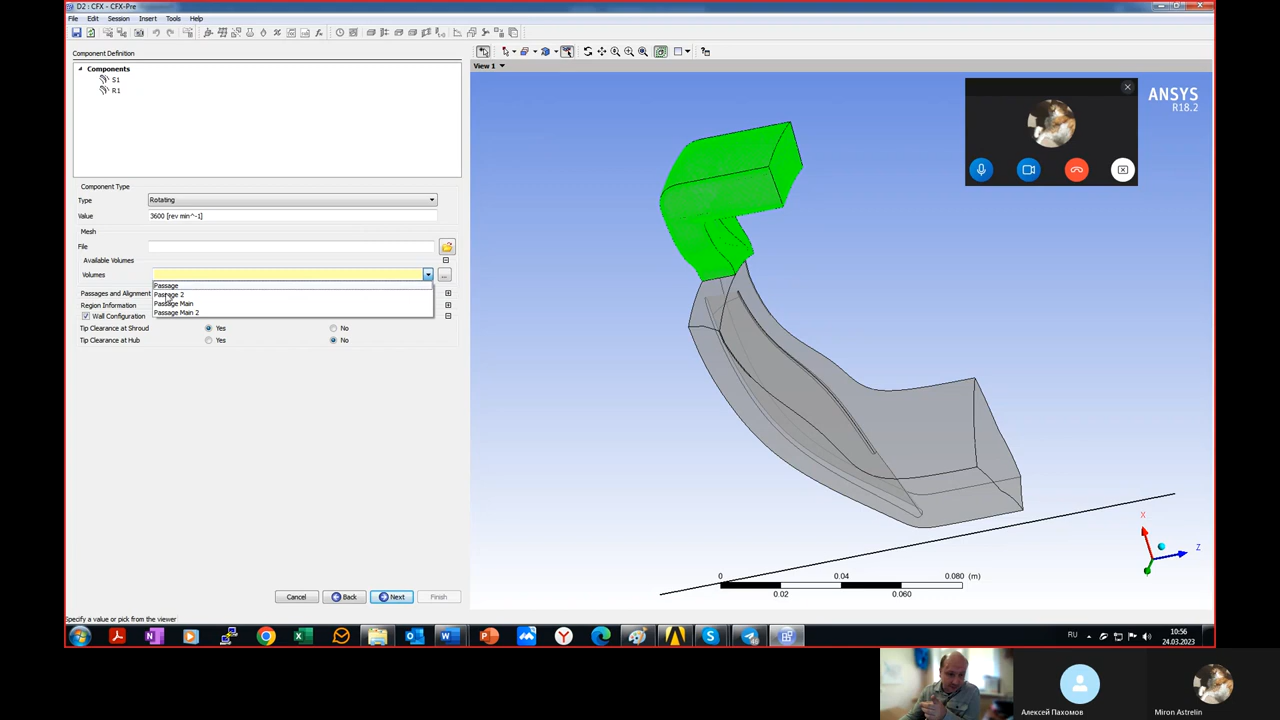 D2 : CFX - CFX-Pre
File Edit Session Insert Tools Help
Component Definition
Components
S1
R1
View 1
ANSYS
R18.2
Component Type
Type Rotating
Value 3600 [rev min^-1]
Mesh
File
Available Volumes
Volumes
Passage
Passages and Alignment Passage 2
Region Information Passage Main
Wall Configuration Passage Main 2
Tip Clearance at Shroud Yes No
Tip Clearance at Hub Yes No
X
Z
0 0.04 0.080 (m)
0.02 0.060
Cancel Back Next Finish
Specify a value or pick from the viewer
RU 10:56
24.03.2023
Алексей Пахомов Miron Astrelin